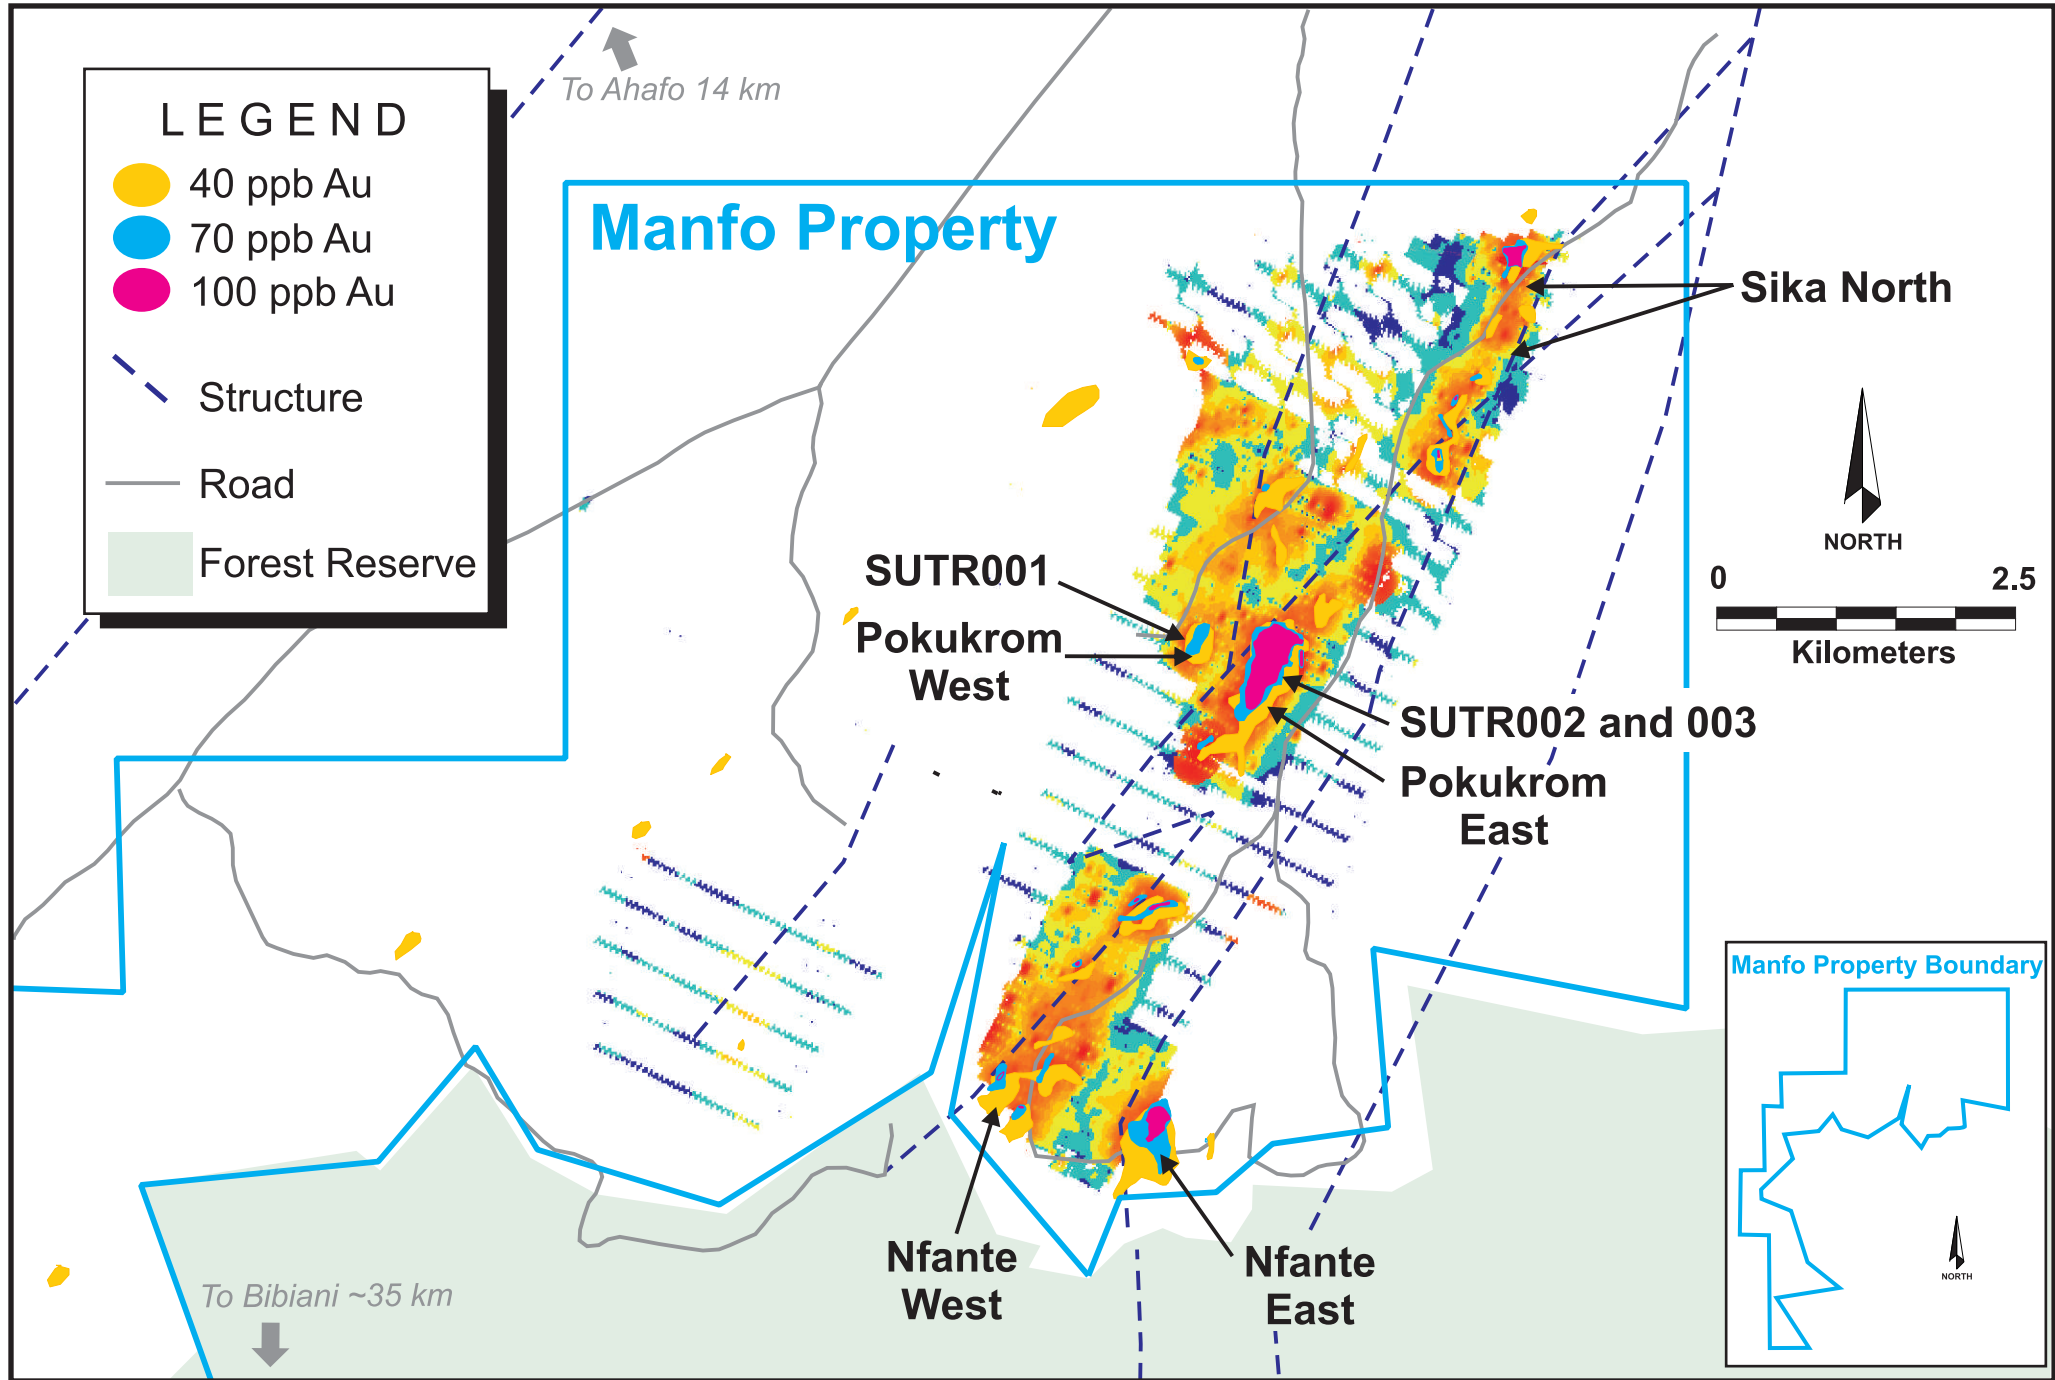 To Ahafo 14 km
LEGEND
40 ppb Au
70 ppb Au
100 ppb Au
Structure
Road
Forest Reserve
Manfo Property
Sika North
NORTH
0 2.5
Kilometers
SUTR001
Pokukrom
West
SUTR002 and 003
Pokukrom
East
Nfante
West
Nfante
East
To Bibiani ~35 km
Manfo Property Boundary
NORTH